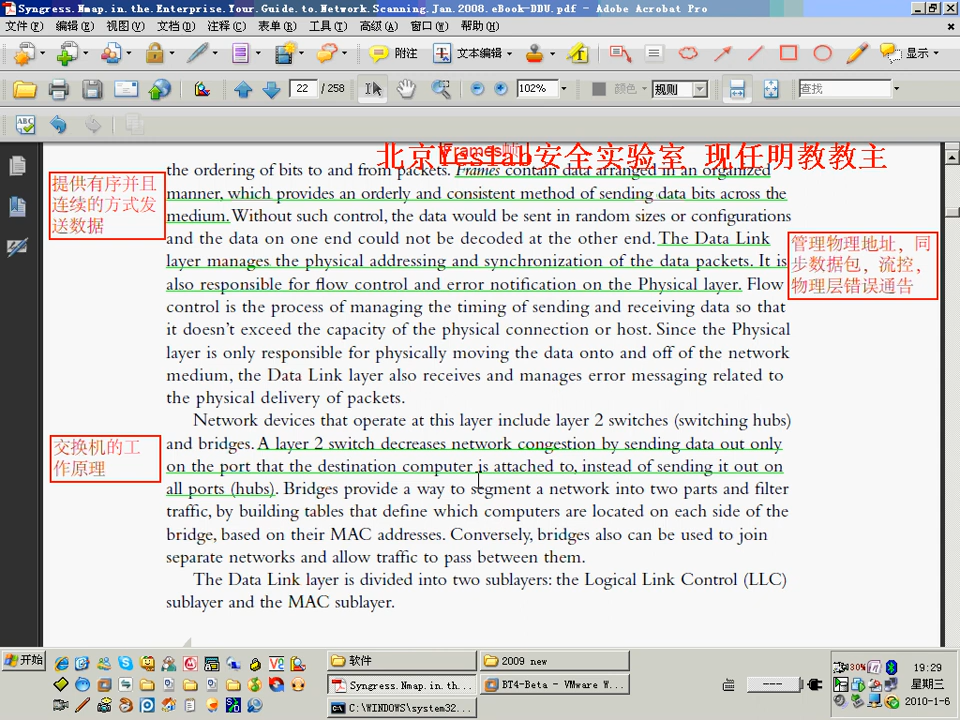 Syngress.Nmap.in.the.Enterprise.Your.Guide.to.Network.Scanning.Jan.2008.eBook-DDU.pdf - Adobe Acrobat Pro
文件(F) 编辑(E) 视图(V) 文档(D) 注释(C) 表单(R) 工具(T) 高级(A) 窗口(W) 帮助(H)
附注 文本编辑 显示
22 / 258 102% 颜色 规则 查找
Frames帧
北京Yeslab安全实验室 现任明教教主
the ordering of bits to and from packets. Frames contain data arranged in an organized
manner, which provides an orderly and consistent method of sending data bits across the
medium. Without such control, the data would be sent in random sizes or configurations
and the data on one end could not be decoded at the other end. The Data Link
layer manages the physical addressing and synchronization of the data packets. It is
also responsible for flow control and error notification on the Physical layer. Flow
control is the process of managing the timing of sending and receiving data so that
it doesn't exceed the capacity of the physical connection or host. Since the Physical
layer is only responsible for physically moving the data onto and off of the network
medium, the Data Link layer also receives and manages error messaging related to
the physical delivery of packets.
Network devices that operate at this layer include layer 2 switches (switching hubs)
and bridges. A layer 2 switch decreases network congestion by sending data out only
on the port that the destination computer is attached to, instead of sending it out on
all ports (hubs). Bridges provide a way to segment a network into two parts and filter
traffic, by building tables that define which computers are located on each side of the
bridge, based on their MAC addresses. Conversely, bridges also can be used to join
separate networks and allow traffic to pass between them.
The Data Link layer is divided into two sublayers: the Logical Link Control (LLC)
sublayer and the MAC sublayer.
提供有序并且
连续的方式发
送数据
管理物理地址，同
步数据包，流控，
物理层错误通告
交换机的工
作原理
开始
软件
2009 new
Syngress.Nmap.in.th...
BT4-Beta - VMware W...
C:\WINDOWS\system32...
30%
19:29
星期三
2010-1-6